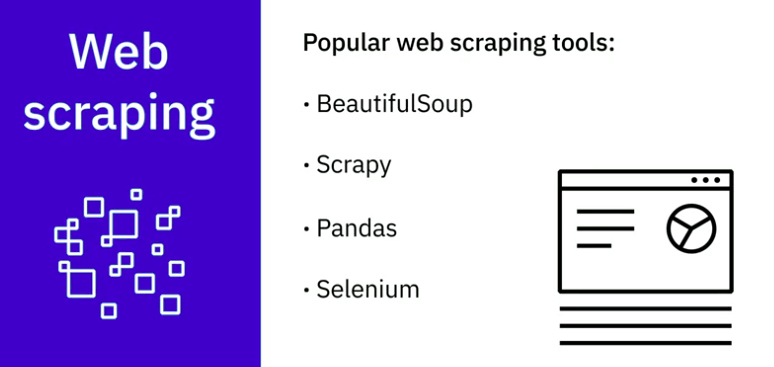 Web
scraping
Popular web scraping tools:
· BeautifulSoup
· Scrapy
· Pandas
· Selenium